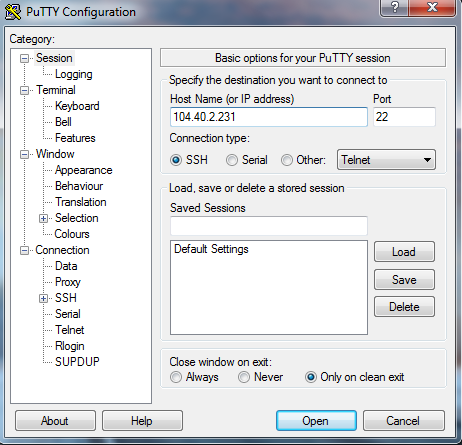 PuTTY Configuration
Category:
Session
Logging
Terminal
Keyboard
Bell
Features
Window
Appearance
Behaviour
Translation
Selection
Colours
Connection
Data
Proxy
SSH
Serial
Telnet
Rlogin
SUPDUP
Basic options for your PuTTY session
Specify the destination you want to connect to
Host Name (or IP address) Port
104.40.2.231 22
Connection type:
SSH Serial Other: Telnet
Load, save or delete a stored session
Saved Sessions
Default Settings
Load
Save
Delete
Close window on exit:
Always Never Only on clean exit
About Help Open Cancel